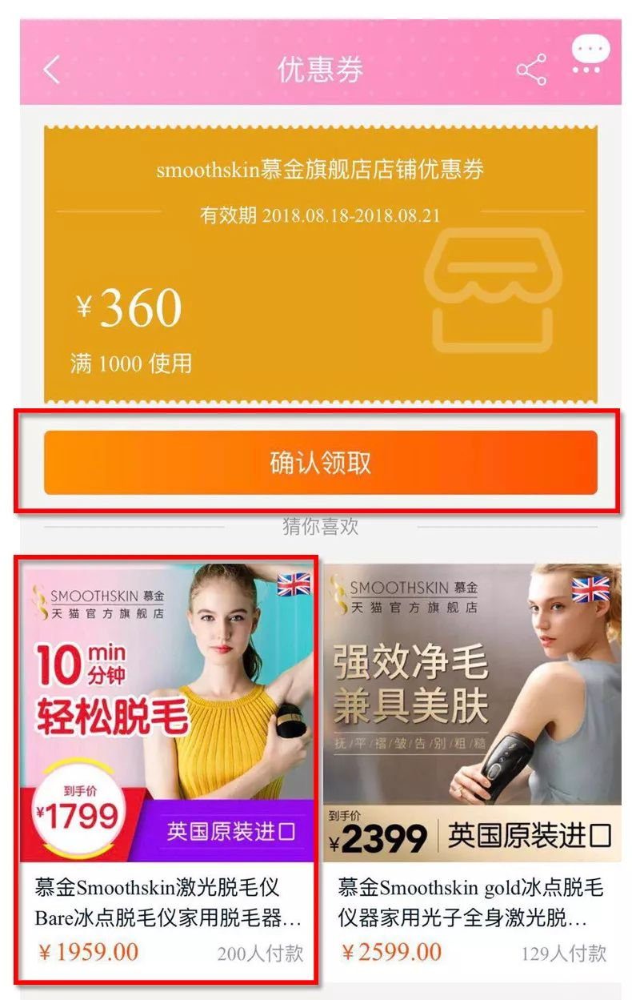 优惠券
smoothskin慕金旗舰店店铺优惠券
有效期 2018.08.18-2018.08.21
￥360
满 1000 使用
确认领取
猜你喜欢
SMOOTHSKIN 慕金
天猫官方旗舰店
10min
分钟
轻松脱毛
到手价
¥1799
英国原装进口
慕金Smoothskin激光脱毛仪
Bare冰点脱毛仪家用脱毛器…
￥1959.00
200人付款
SMOOTHSKIN 慕金
天猫官方旗舰店
强效净毛
兼具美肤
抚/平/褶/皱/告/别/粗/糙
到手价
¥2399
英国原装进口
慕金Smoothskin gold冰点脱毛
仪器家用光子全身激光脱…
￥2599.00
129人付款